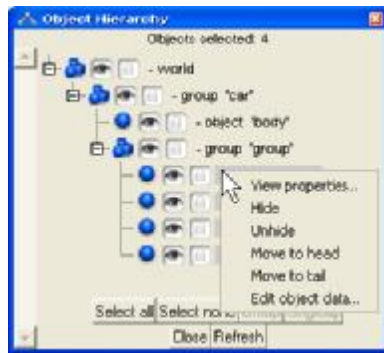 Object Hierarchy
Objects selected: 4
- world
- group "car"
- object "body"
- group "group"
View properties...
Hide
Unhide
Move to head
Move to tail
Edit object data...
Select all Select none
Close Refresh